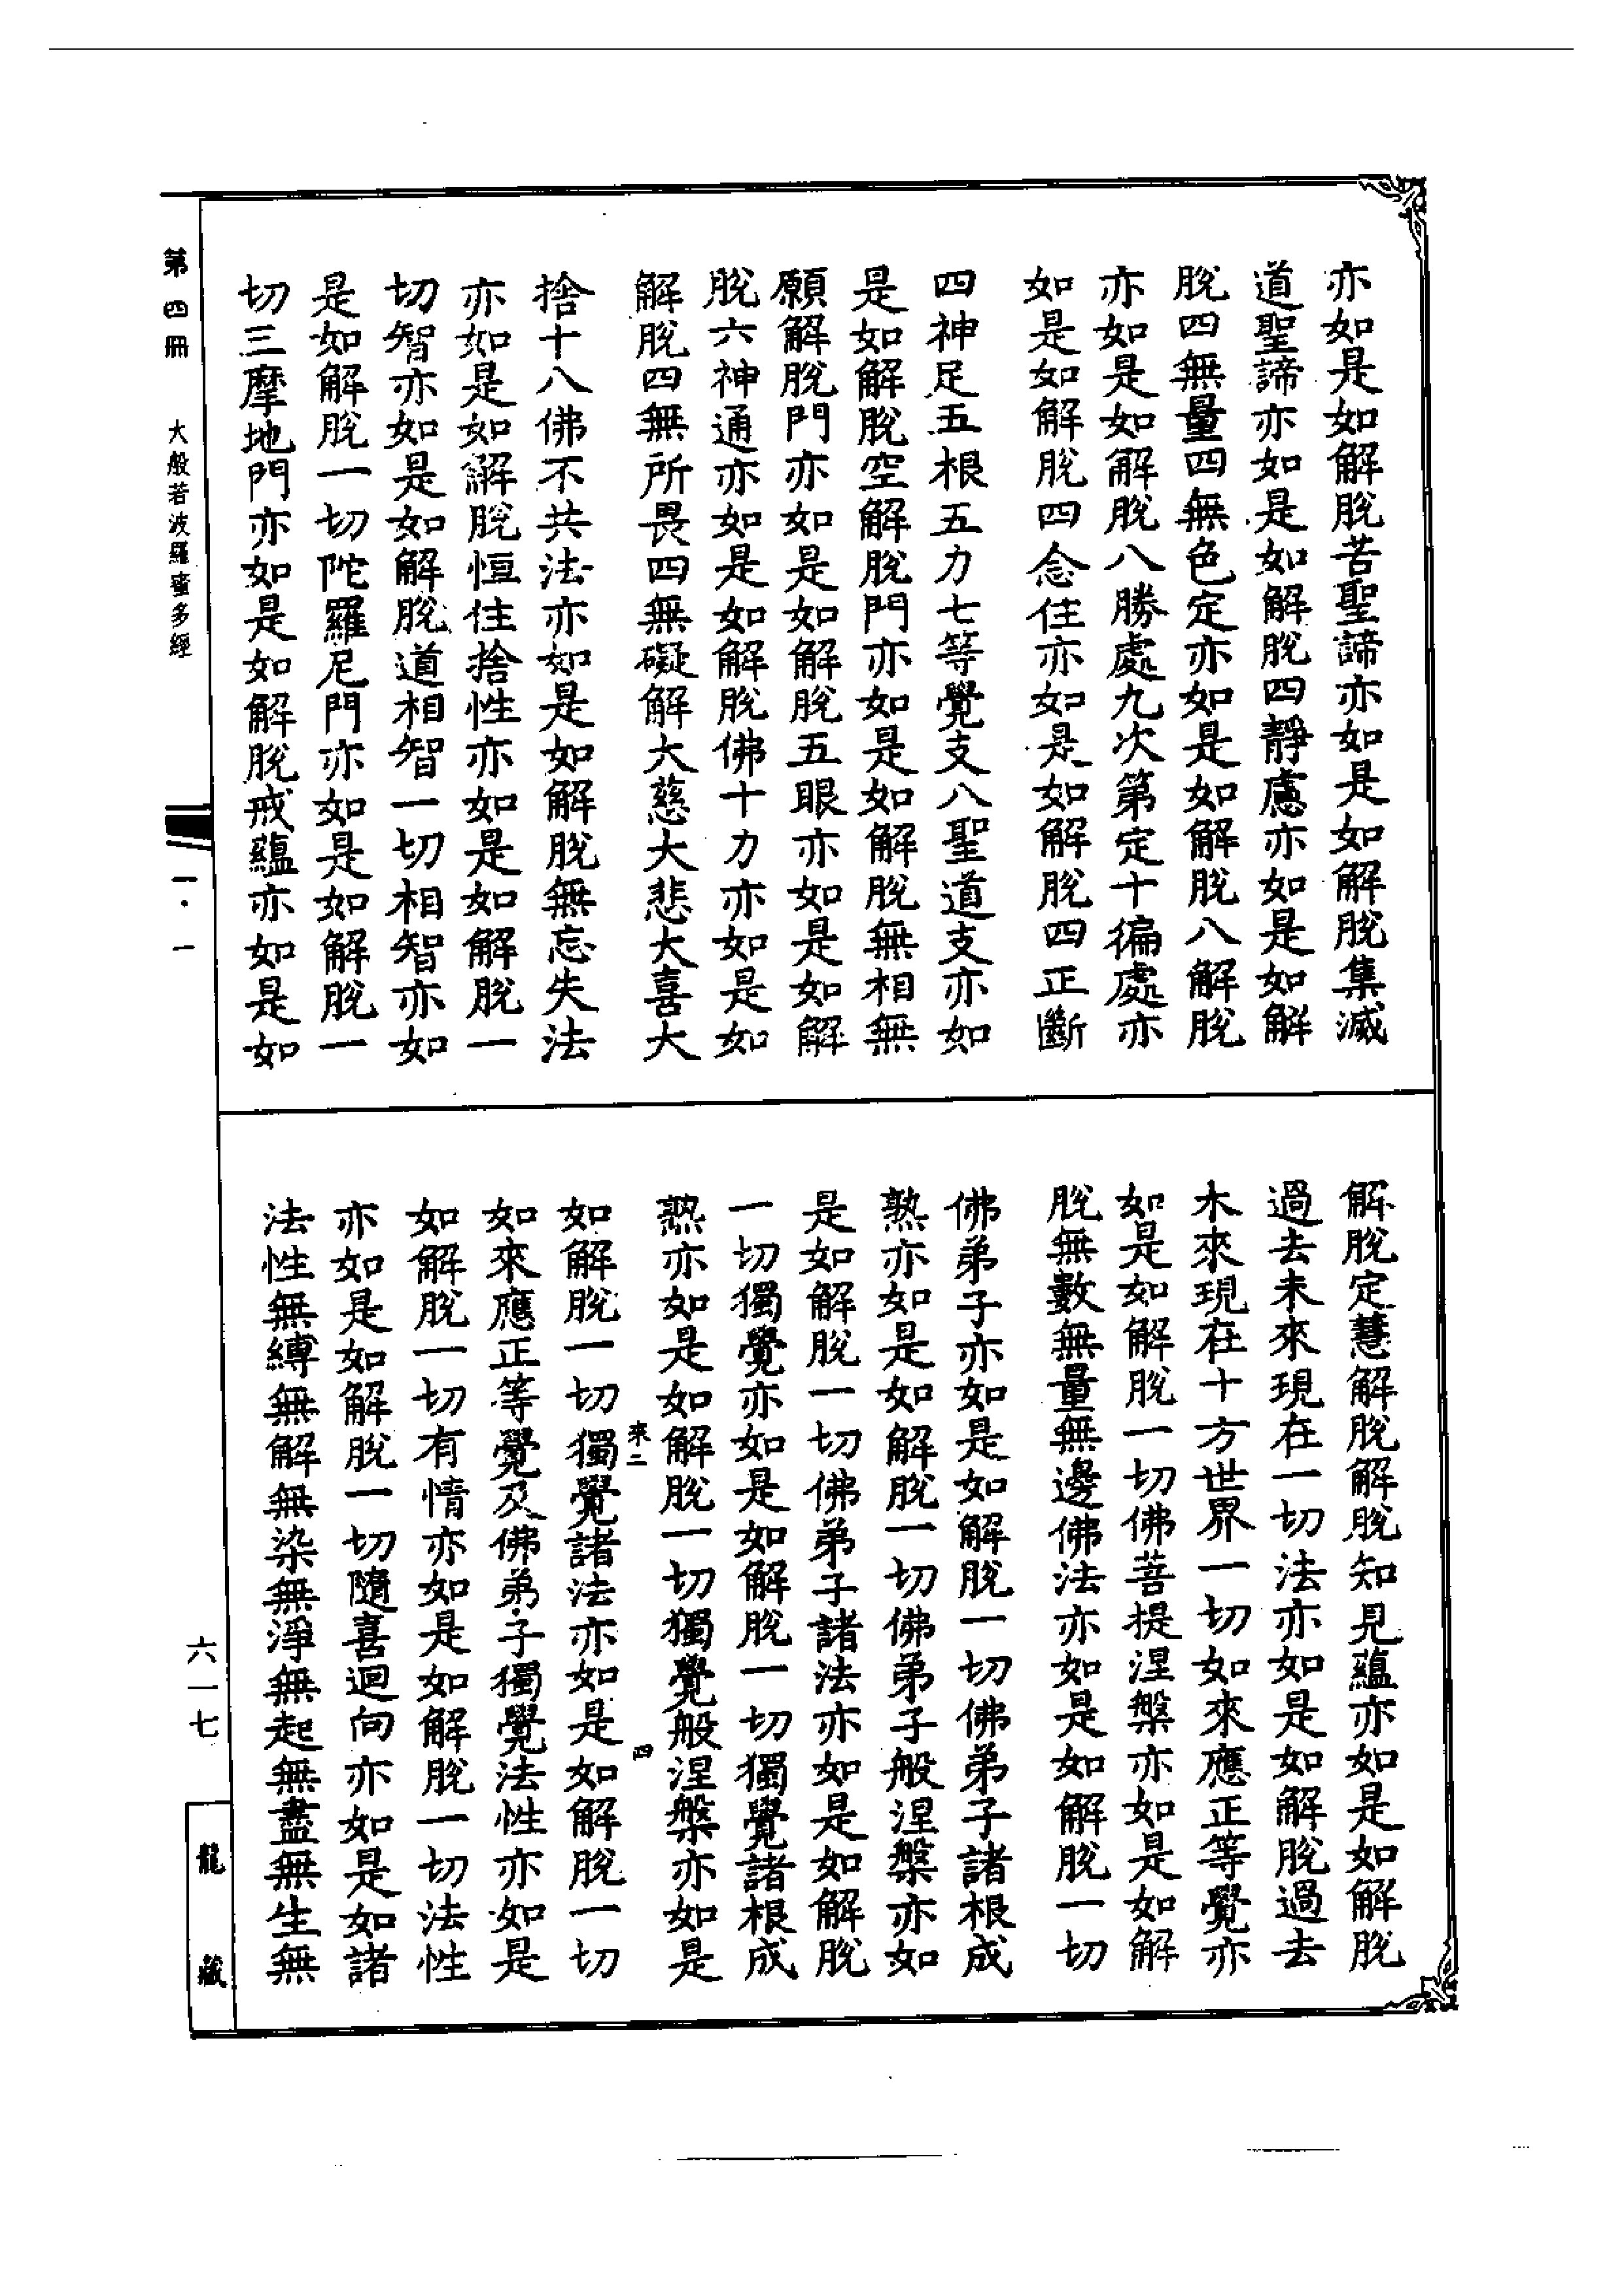 亦如是如解脫苦聖諦亦如是如解脫集滅
道聖諦亦如是如解脫四靜慮亦如是如解
脫四無量四無色定亦如是如解脫八解脫
亦如是如解脫八勝處九次第定十徧處亦
如是如解脫四念住亦如是如解脫四正斷
四神足五根五力七等覺支八聖道支亦如
是如解脫空解脫門亦如是如解脫無相無
願解脫門亦如是如解脫五眼亦如是如解
脫六神通亦如是如解脫佛十力亦如是如
解脫四無所畏四無礙解大慈大悲大喜大
捨十八佛不共法亦如是如解脫無忘失法
亦如是如解脫恒住捨性亦如是如解脫一
切智亦如是如解脫道相智一切相智亦如
是如解脫一切陀羅尼門亦如是如解脫一
切三摩地門亦如是如解脫戒蘊亦如是如
解脫定慧解脫解脫知見蘊亦如是如解脫
過去未來現在一切法亦如是如解脫過去
未來現在十方世界一切如來應正等覺亦
如是如解脫一切佛菩提涅槃亦如是如解
脫無數無量無邊佛法亦如是如解脫一切
佛弟子亦如是如解脫一切佛弟子諸根成
熟亦如是如解脫一切佛弟子般涅槃亦如
是如解脫一切佛弟子諸法亦如是如解脫
一切獨覺亦如是如解脫一切獨覺諸根成
熟亦如是如解脫一切獨覺般涅槃亦如是
來二 四
如解脫一切獨覺諸法亦如是如解脫一切
如來應正等覺及佛弟子獨覺法性亦如是
如解脫一切有情亦如是如解脫一切法性
亦如是如解脫一切隨喜迴向亦如是如諸
法性無縛無解無染無淨無起無盡無生無
第四冊 大般若波羅蜜多經 一·一
六一七
龍藏